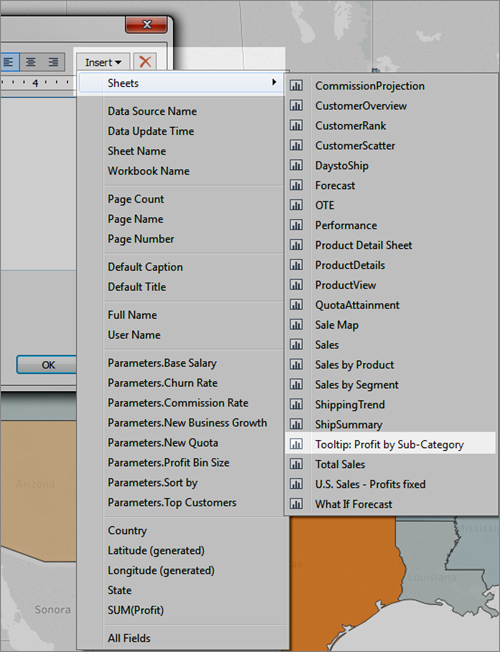 Insert
4
Sheets
Data Source Name
Data Update Time
Sheet Name
Workbook Name
Page Count
Page Name
Page Number
Default Caption
Default Title
Full Name
User Name
Parameters.Base Salary
Parameters.Churn Rate
Parameters.Commission Rate
Parameters.New Business Growth
Parameters.New Quota
Parameters.Profit Bin Size
Parameters.Sort by
Parameters.Top Customers
Country
Latitude (generated)
Longitude (generated)
State
SUM(Profit)
All Fields
CommissionProjection
CustomerOverview
CustomerRank
CustomerScatter
DaystoShip
Forecast
OTE
Performance
Product Detail Sheet
ProductDetails
ProductView
QuotaAttainment
Sale Map
Sales
Sales by Product
Sales by Segment
ShippingTrend
ShipSummary
Tooltip: Profit by Sub-Category
Total Sales
U.S. Sales - Profits fixed
What If Forecast
OK
Arizona
Sonora
Louisiana